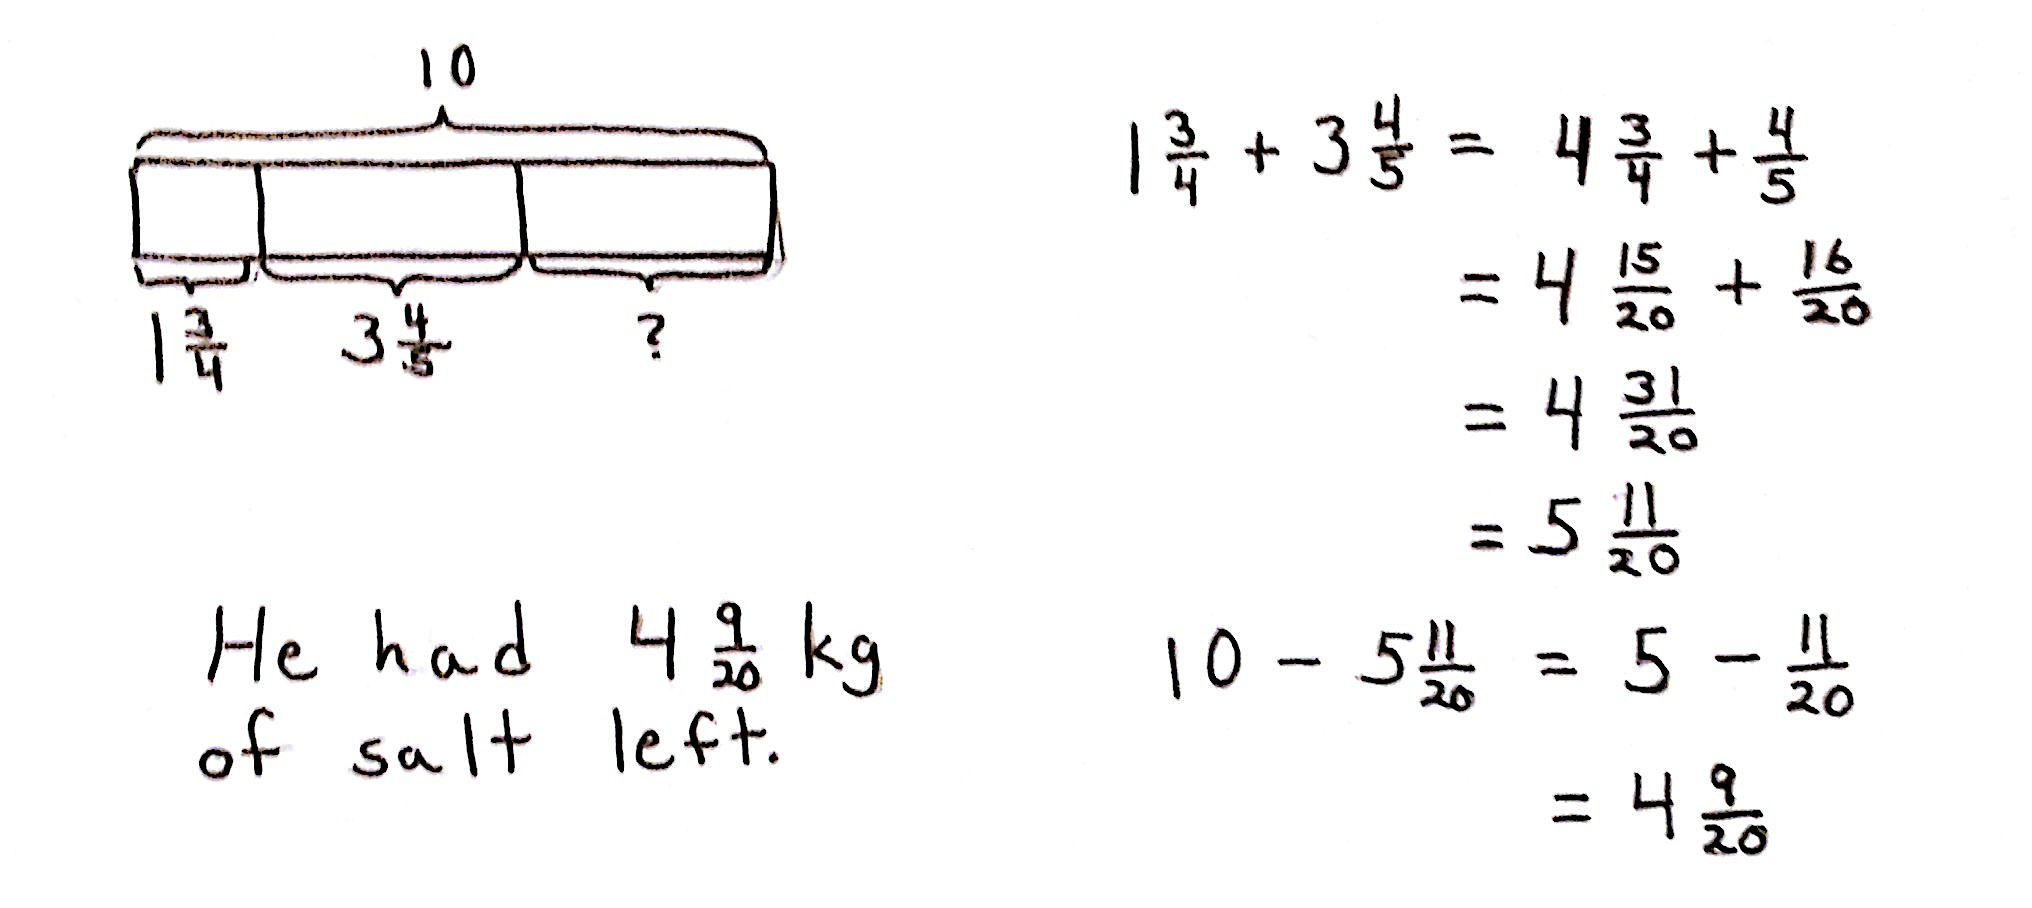 10
1 3/4 3 4/5 ?
He had 4 9/20 kg
of salt left.
1 3/4 + 3 4/5 = 4 3/4 + 4/5
= 4 15/20 + 16/20
= 4 31/20
= 5 11/20
10 - 5 11/20 = 5 - 11/20
= 4 9/20